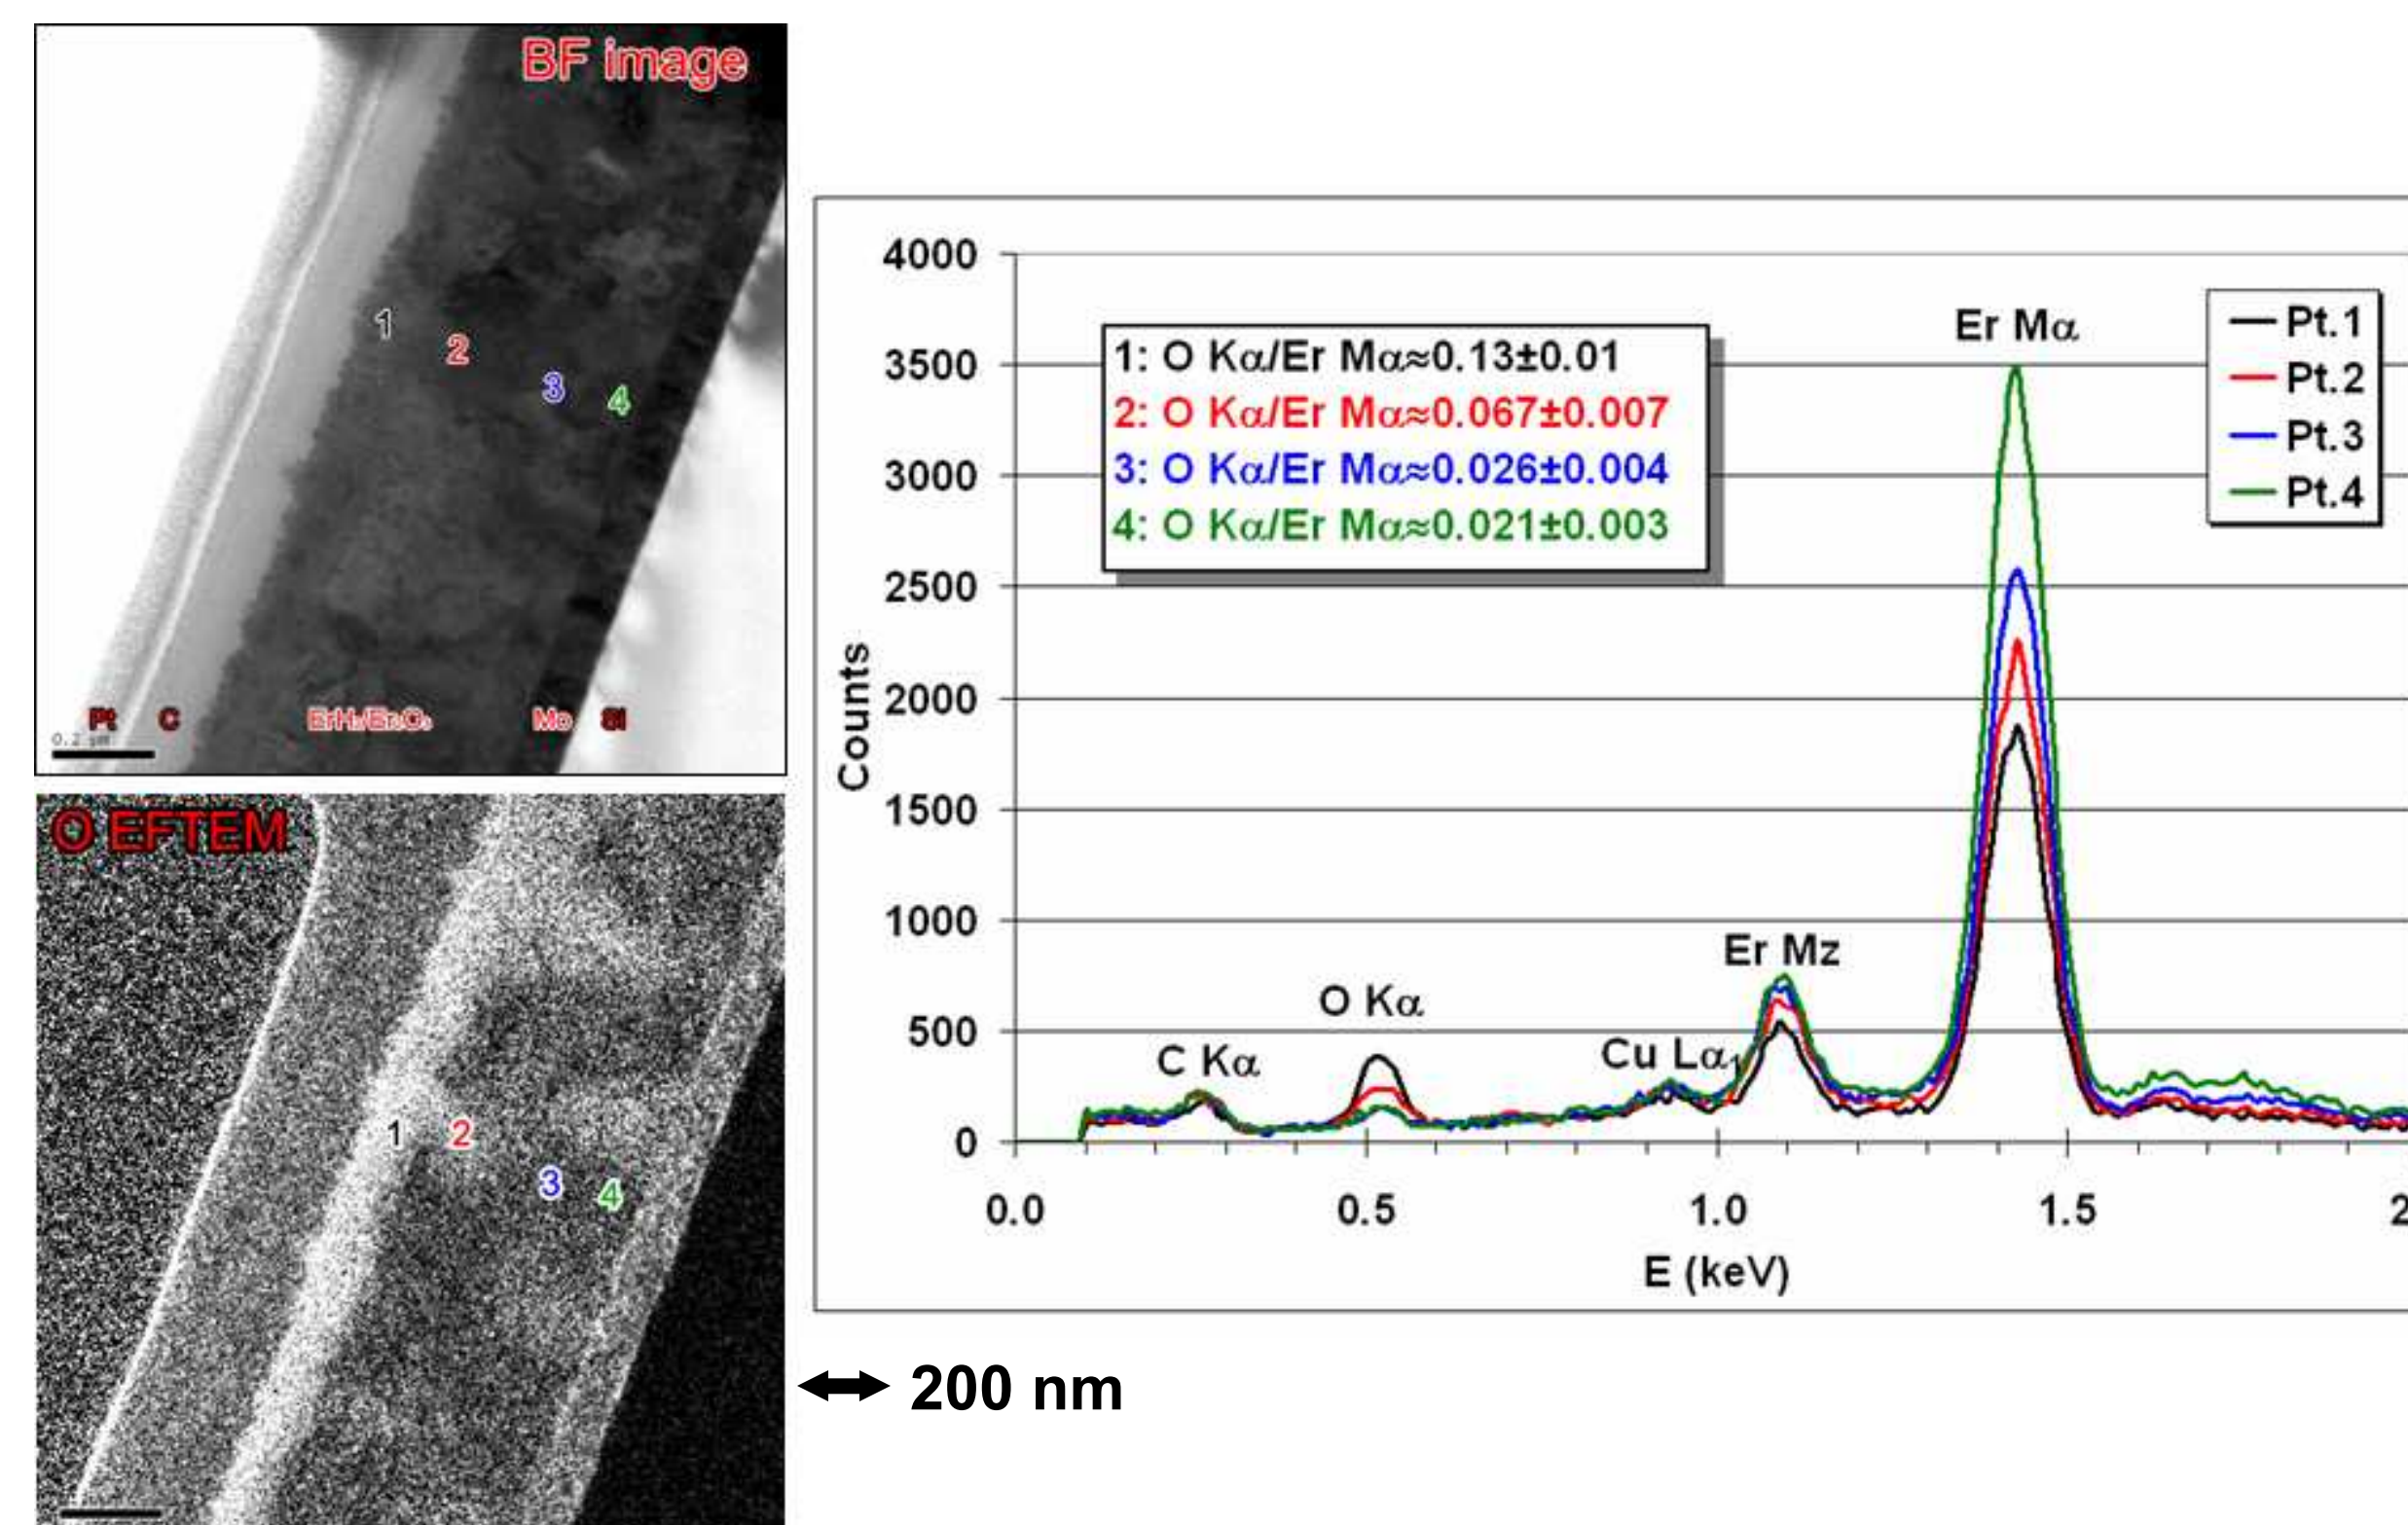 BF image
1
2
3
4
Pt C ErH₂/Er₂O₃ Mo Si
0.2 µM
O EFTEM
1
2
3
4
4000
3500
3000
2500
2000
1500
1000
500
0
Counts
1: O Kα/Er Mα≈0.13±0.01
2: O Kα/Er Mα≈0.067±0.007
3: O Kα/Er Mα≈0.026±0.004
4: O Kα/Er Mα≈0.021±0.003
Er Mα
Pt.1
Pt.2
Pt.3
Pt.4
Er Mz
O Kα
C Kα
Cu Lα₁
0.0 0.5 1.0 1.5 2
E (keV)
200 nm